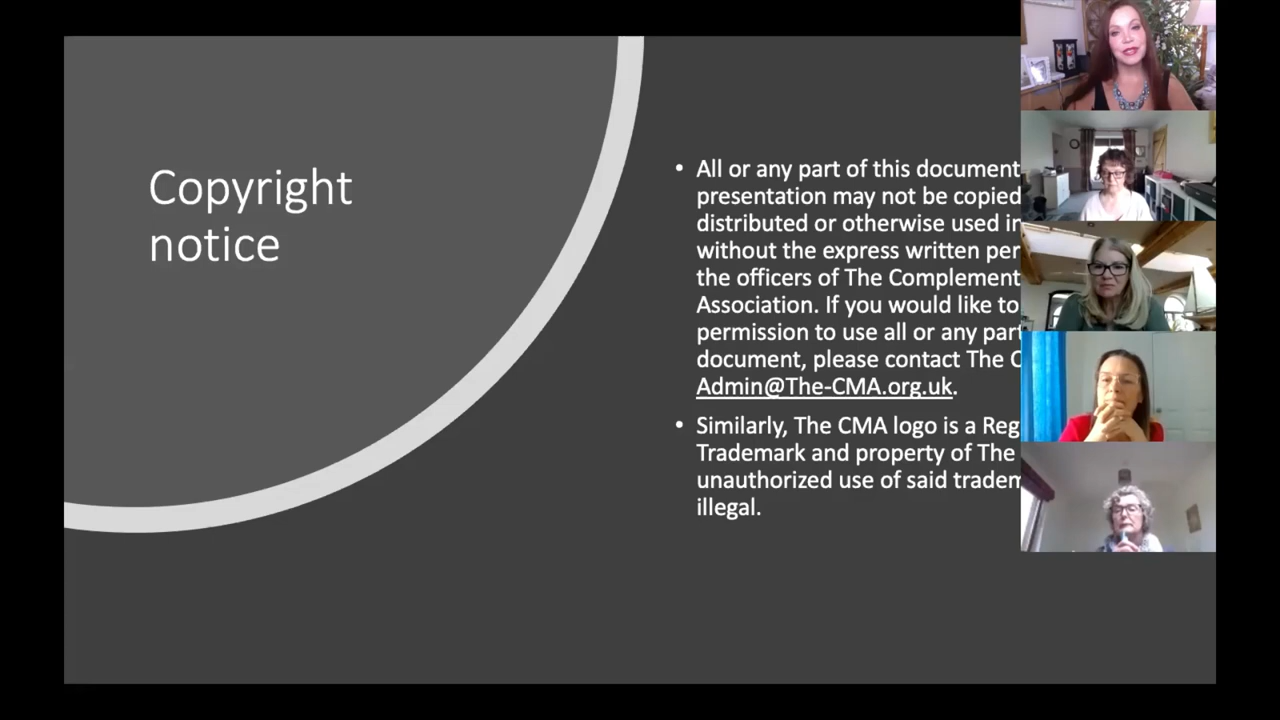 Copyright
notice
• All or any part of this document
presentation may not be copied
distributed or otherwise used in
without the express written per
the officers of The Complement
Association. If you would like to
permission to use all or any part
document, please contact The C
Admin@The-CMA.org.uk.
• Similarly, The CMA logo is a Reg
Trademark and property of The
unauthorized use of said tradem
illegal.